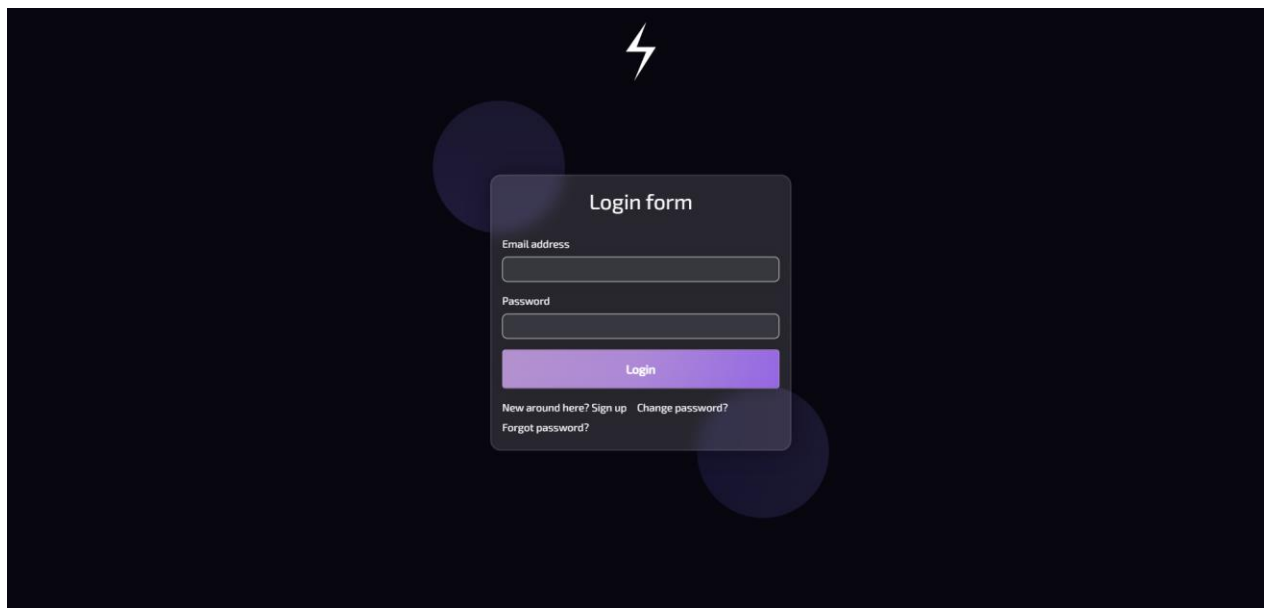 Login form
Email address
Password
Login
New around here? Sign up Change password?
Forgot password?